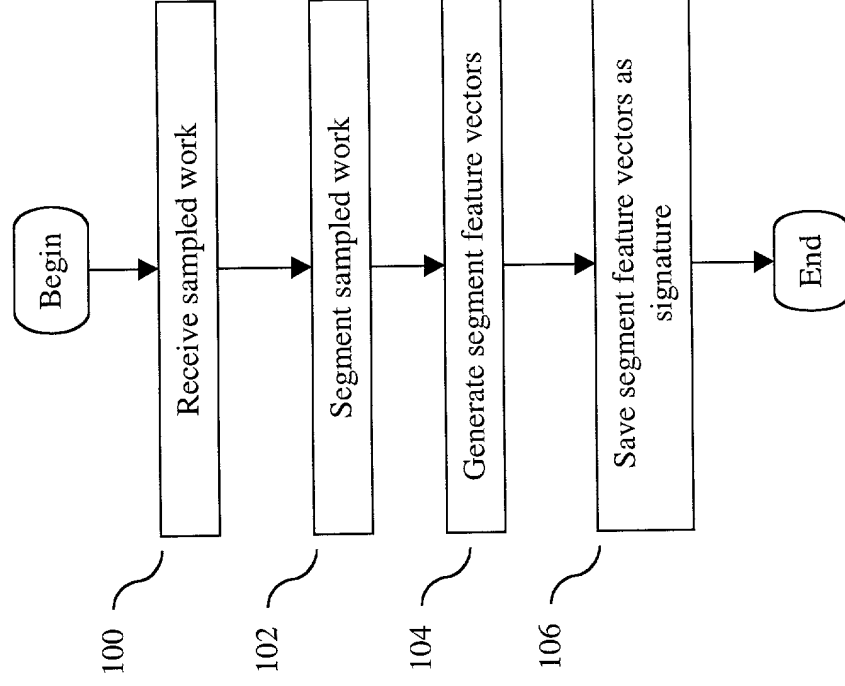 Begin
100
Receive sampled work
102
Segment sampled work
104
Generate segment feature vectors
106
Save segment feature vectors as
signature
End